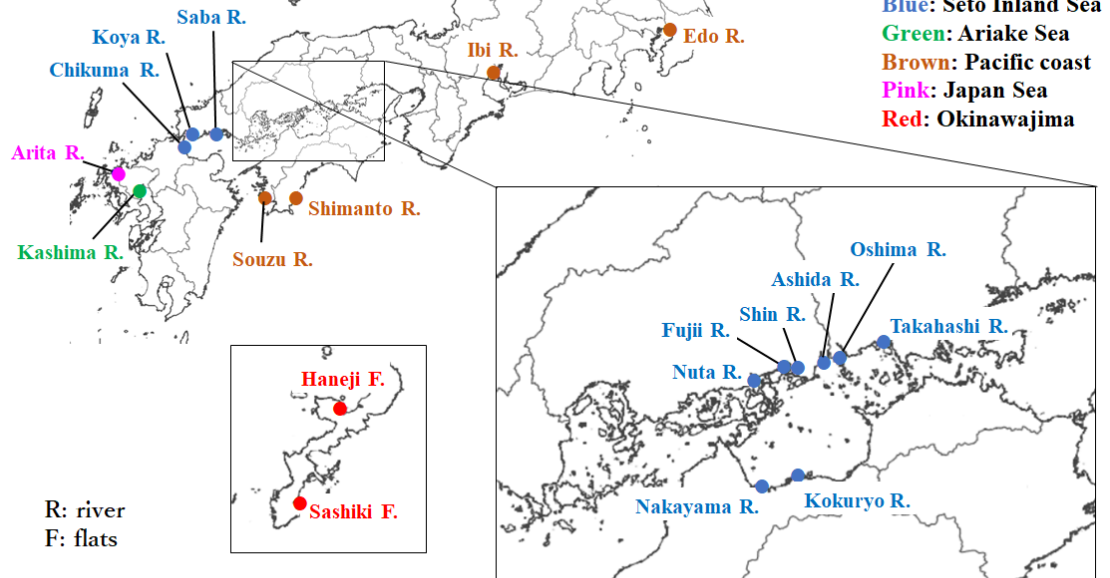 Blue: Seto Inland Sea
Saba R.
Koya R.
Ibi R.
Edo R.
Green: Ariake Sea
Chikuma R.
Brown: Pacific coast
Pink: Japan Sea
Red: Okinawajima
Arita R.
Shimanto R.
Kashima R.
Souzu R.
Oshima R.
Ashida R.
Shin R.
Takahashi R.
Fujii R.
Nuta R.
Haneji F.
Nakayama R.
Kokuryo R.
Sashiki F.
R: river
F: flats